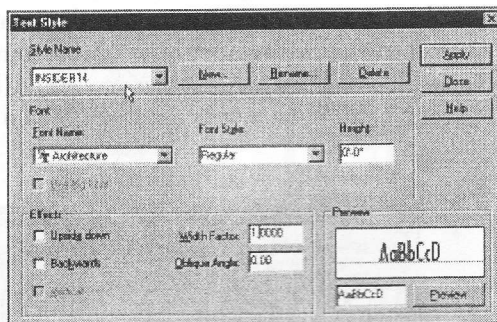 Text Style
Style Name
INSIDER14
New... Rename... Delete
Apply
Close
Help
Font
Font Name: Font Style: Height:
Architecture Regular 0'-0"
Effects
Upside down Width Factor: 1.0000
Backwards Oblique Angle: 0.00
Preview
AaBbCcD
AaBbCcD Preview